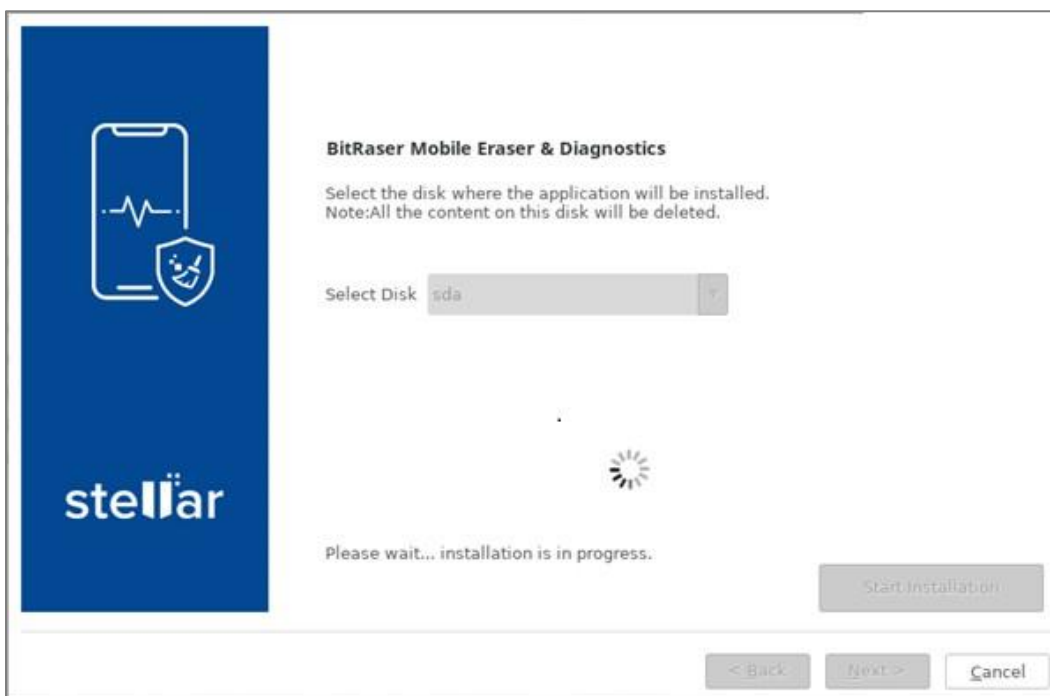 BitRaser Mobile Eraser & Diagnostics
Select the disk where the application will be installed.
Note:All the content on this disk will be deleted.
Select Disk sda
stellar
Please wait... installation is in progress.
Start Installation
< Back Next > Cancel